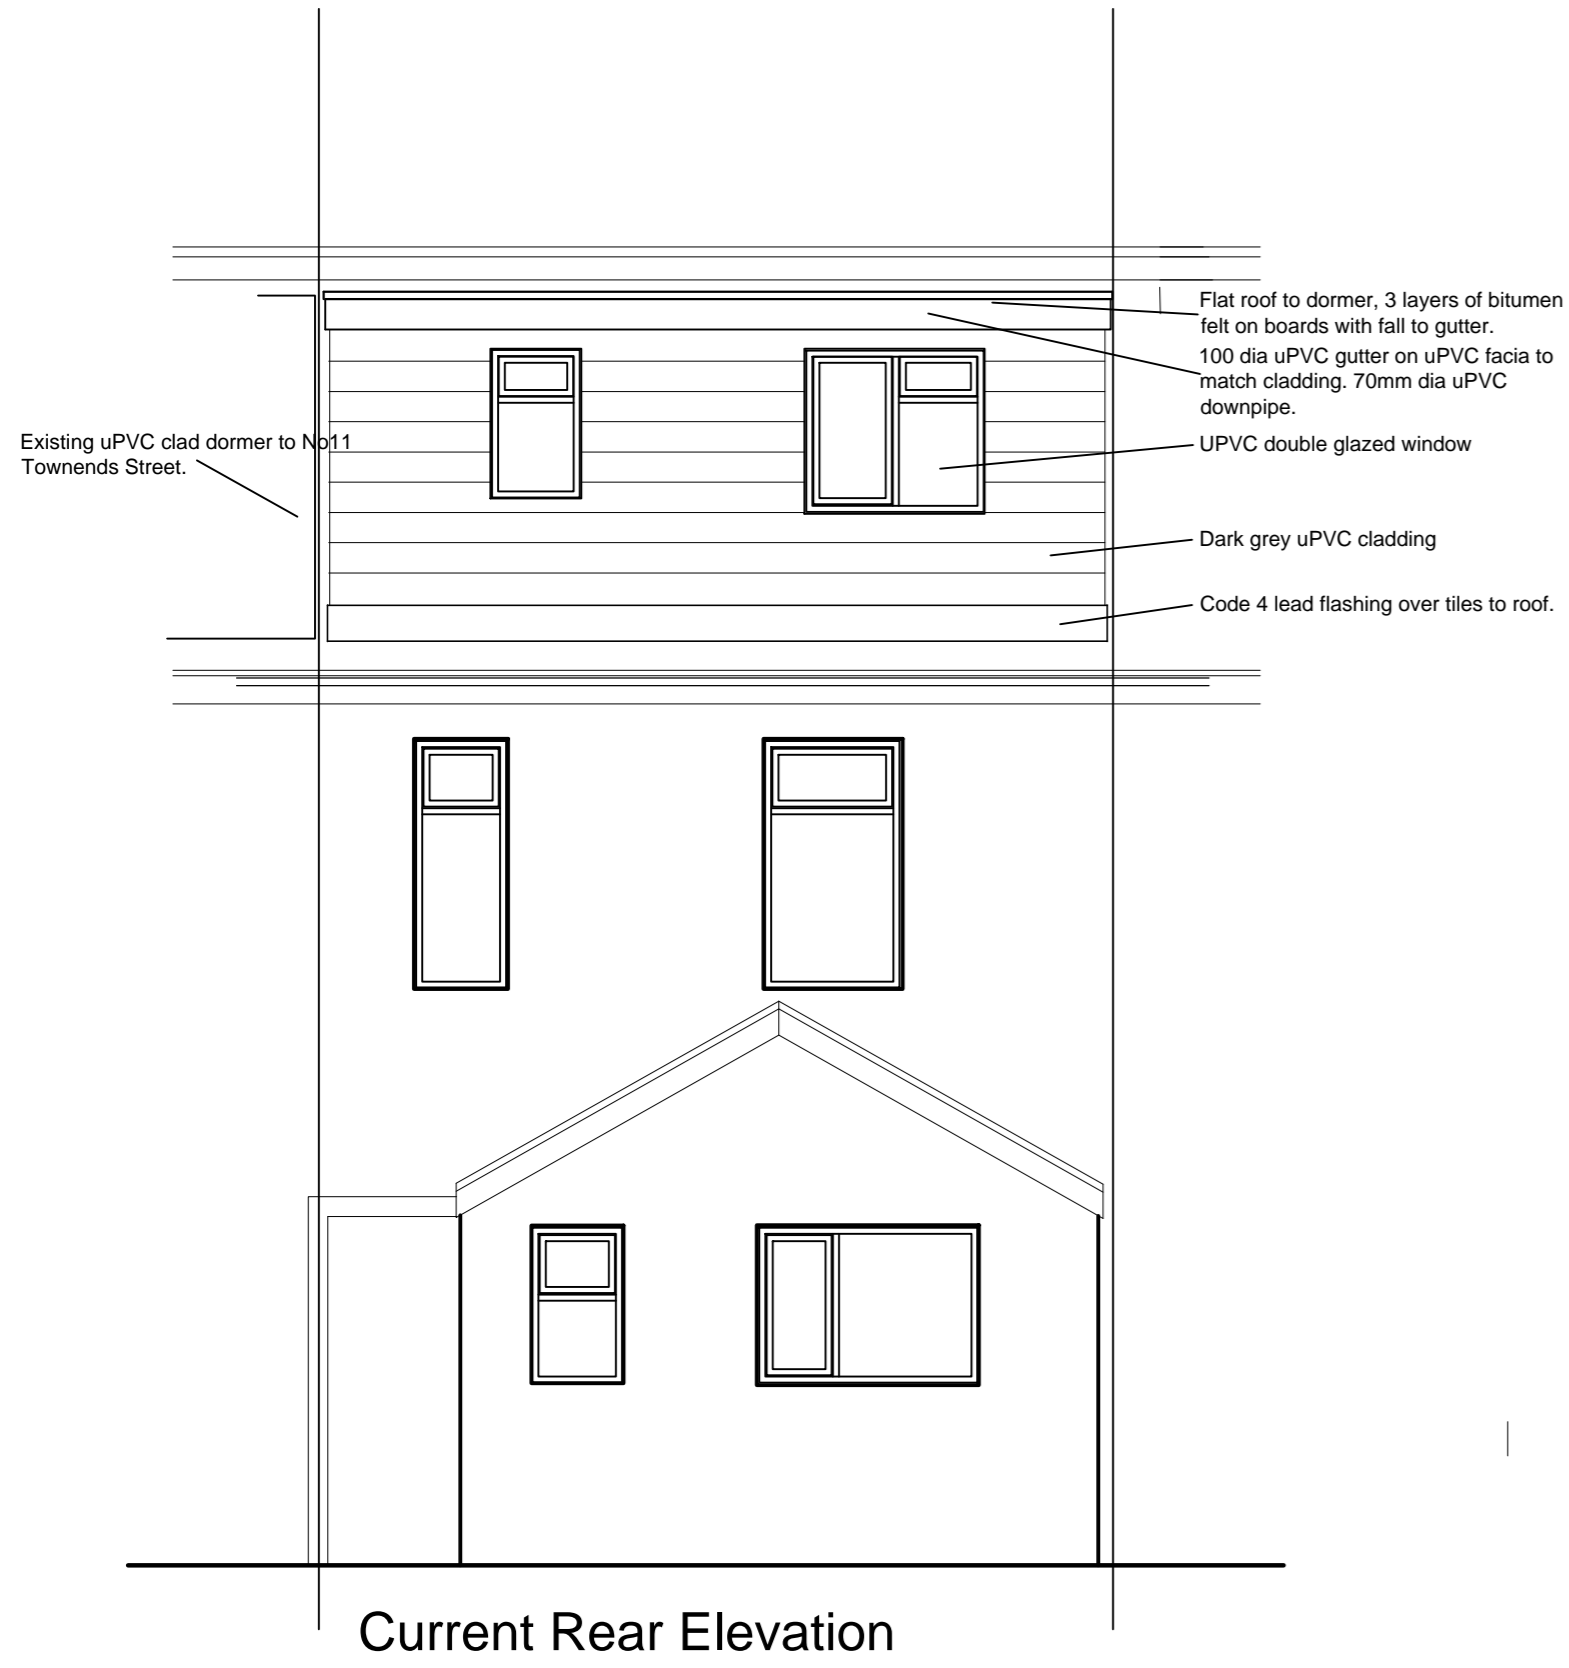 Flat roof to dormer, 3 layers of bitumen
felt on boards with fall to gutter.
100 dia uPVC gutter on uPVC facia to
match cladding. 70mm dia uPVC
downpipe.
Existing uPVC clad dormer to No11
Townends Street.
UPVC double glazed window
Dark grey uPVC cladding
Code 4 lead flashing over tiles to roof.
Current Rear Elevation